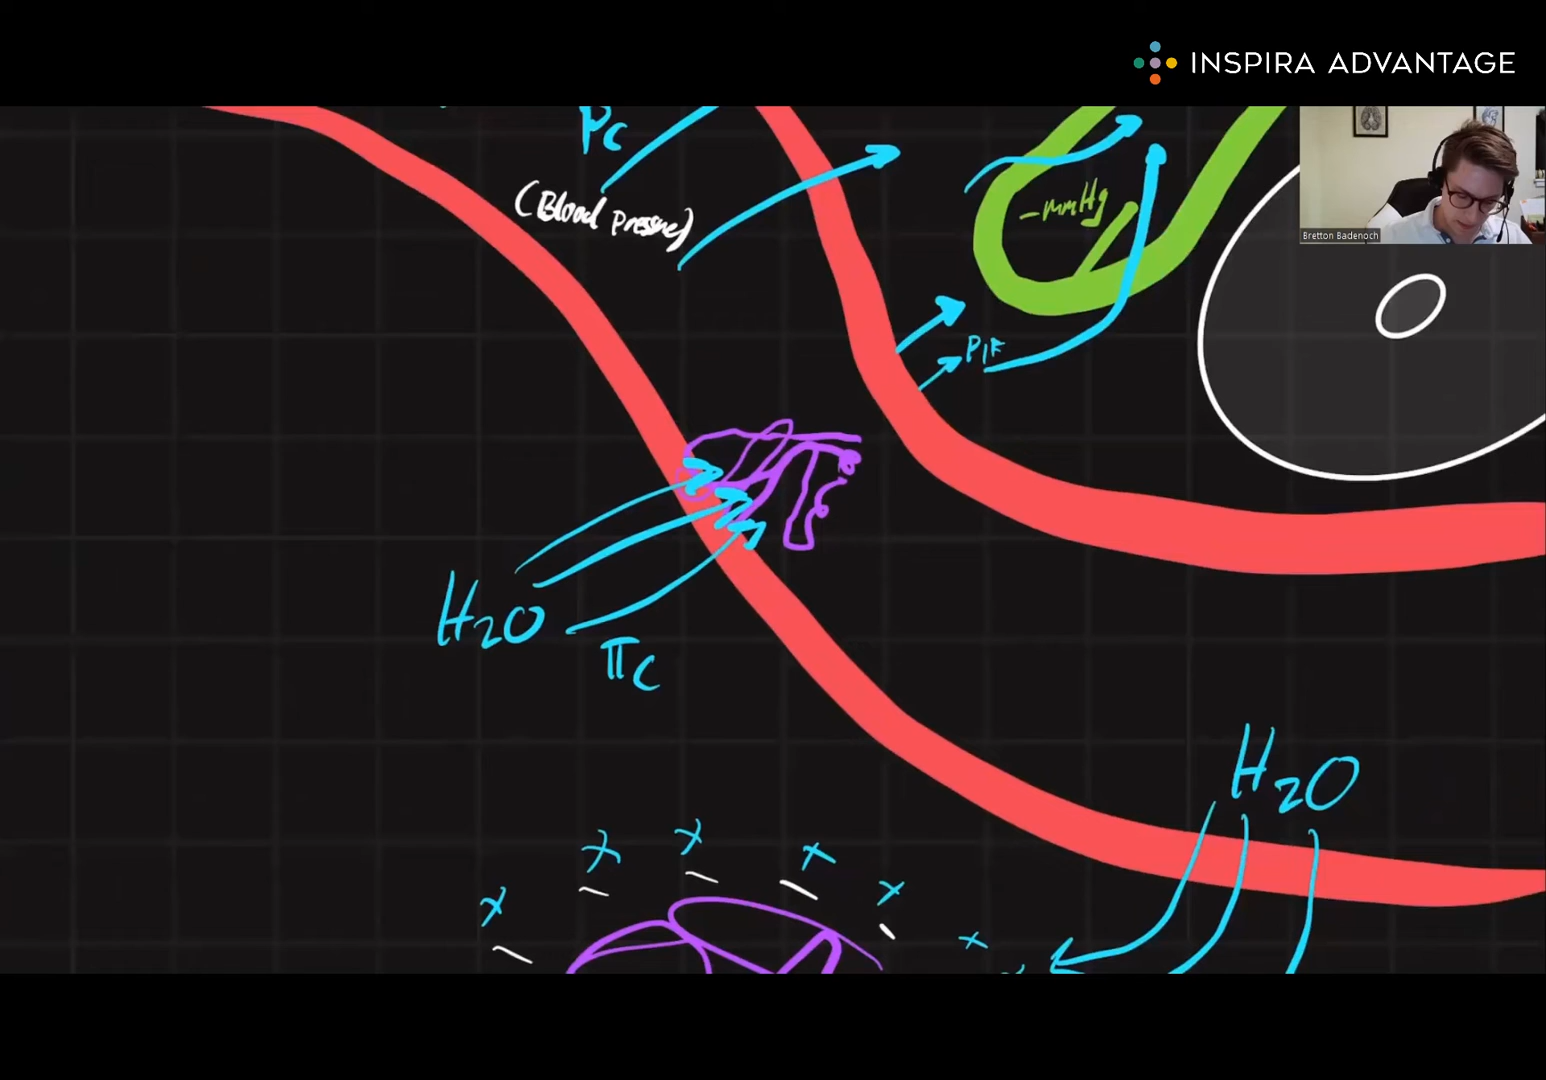 INSPIRA ADVANTAGE
Pc
(Blood pressure)
-mmHg
Bretton Badenoch
PIF
H2O
πc
H2O